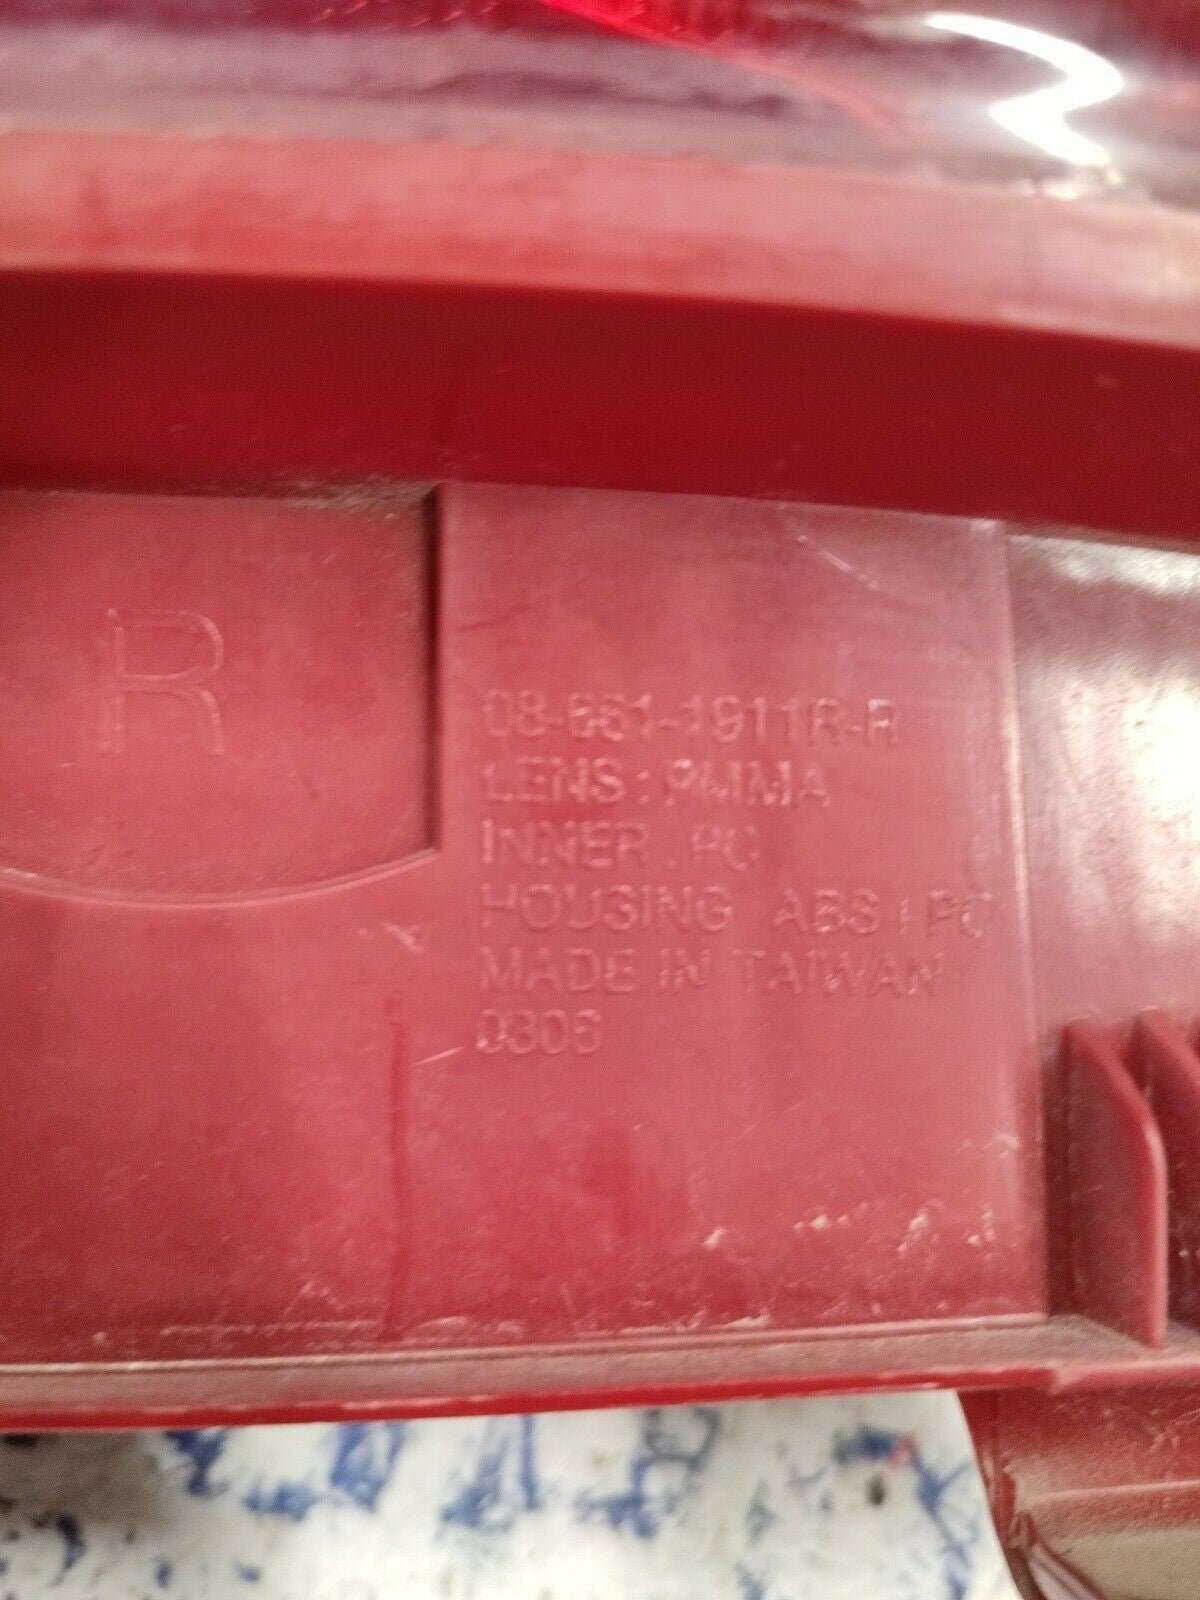 R
08-661-1911R-R
LENS : PMMA
INNER : PC
HOUSING ABS + PC
MADE IN TAIWAN
0306